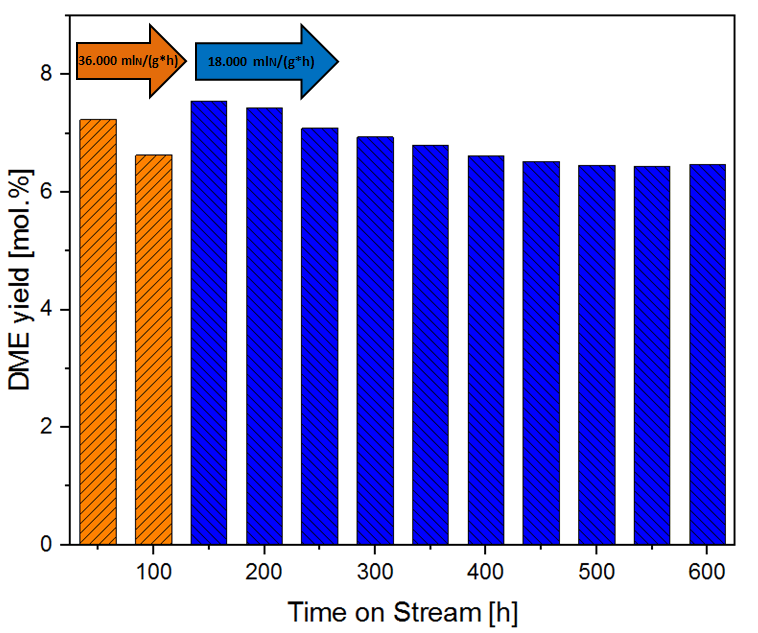 36.000 mlN/(g*h)
18.000 mlN/(g*h)
8
6
4
2
0
DME yield [mol.%]
100 200 300 400 500 600
Time on Stream [h]